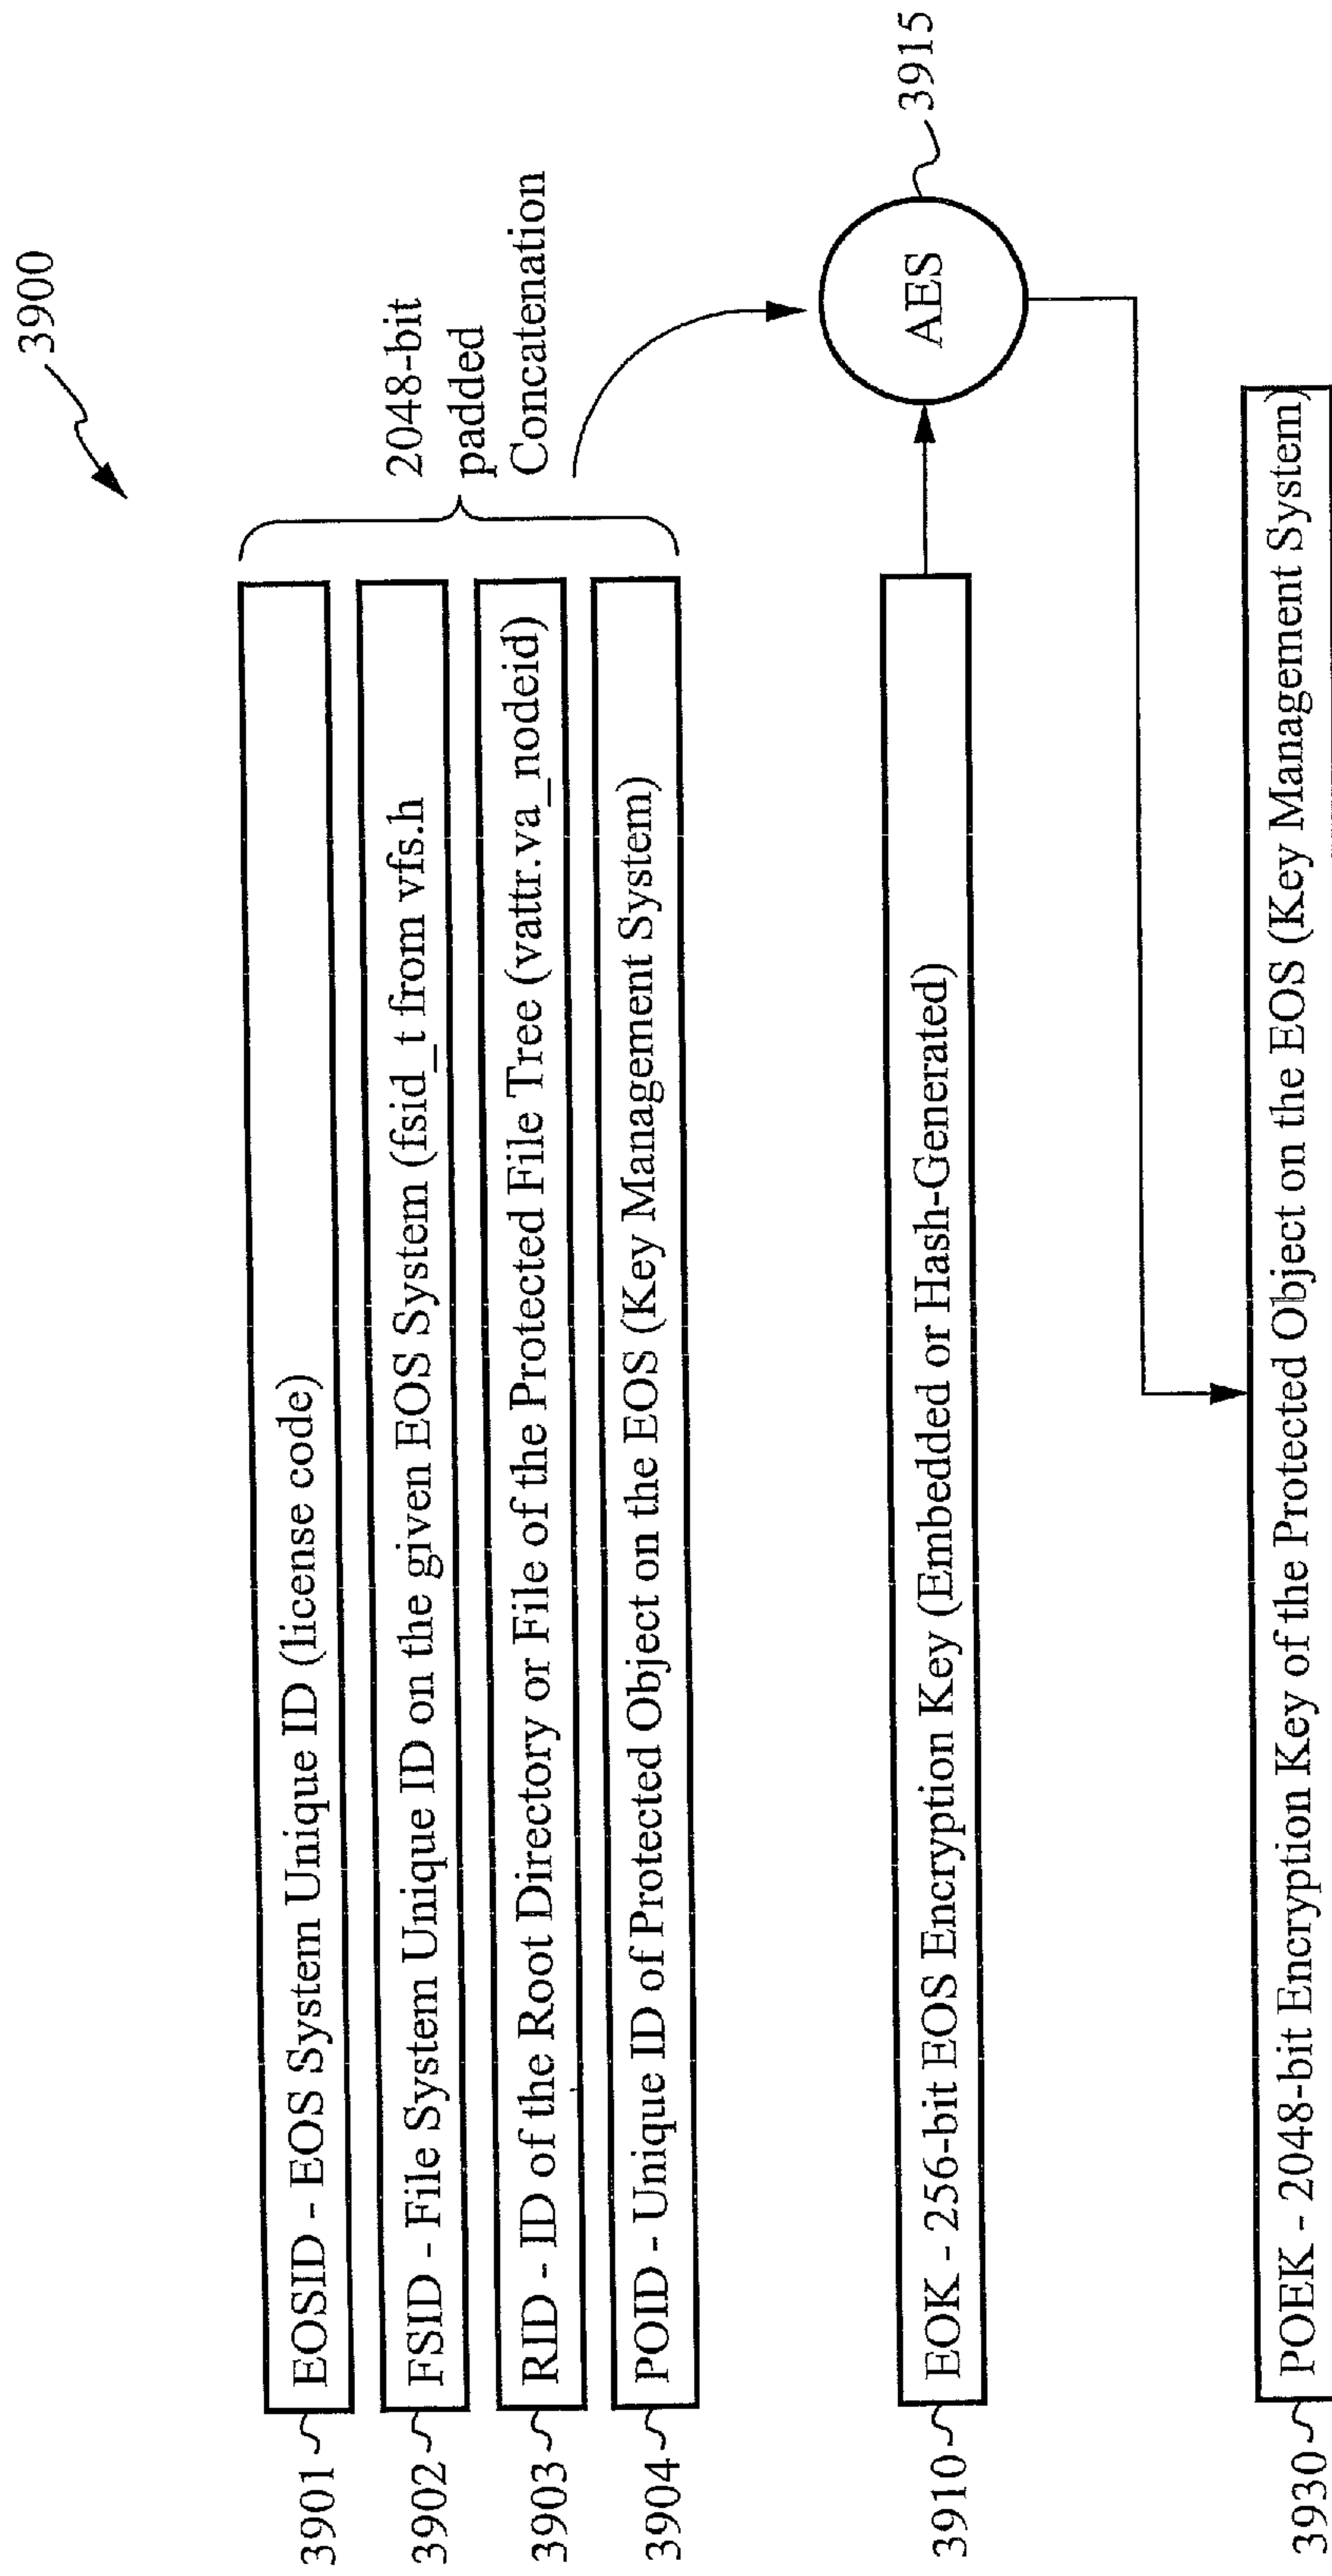 3900
3901
EOSID - EOS System Unique ID (license code)
3902
FSID - File System Unique ID on the given EOS System (fsid_t from vfs.h
3903
RID - ID of the Root Directory or File of the Protected File Tree (vattr.va_nodeid)
3904
POID - Unique ID of Protected Object on the EOS (Key Management System)
2048-bit
padded
Concatenation
3910
EOK - 256-bit EOS Encryption Key (Embedded or Hash-Generated)
AES
3915
3930
POEK - 2048-bit Encryption Key of the Protected Object on the EOS (Key Management System)